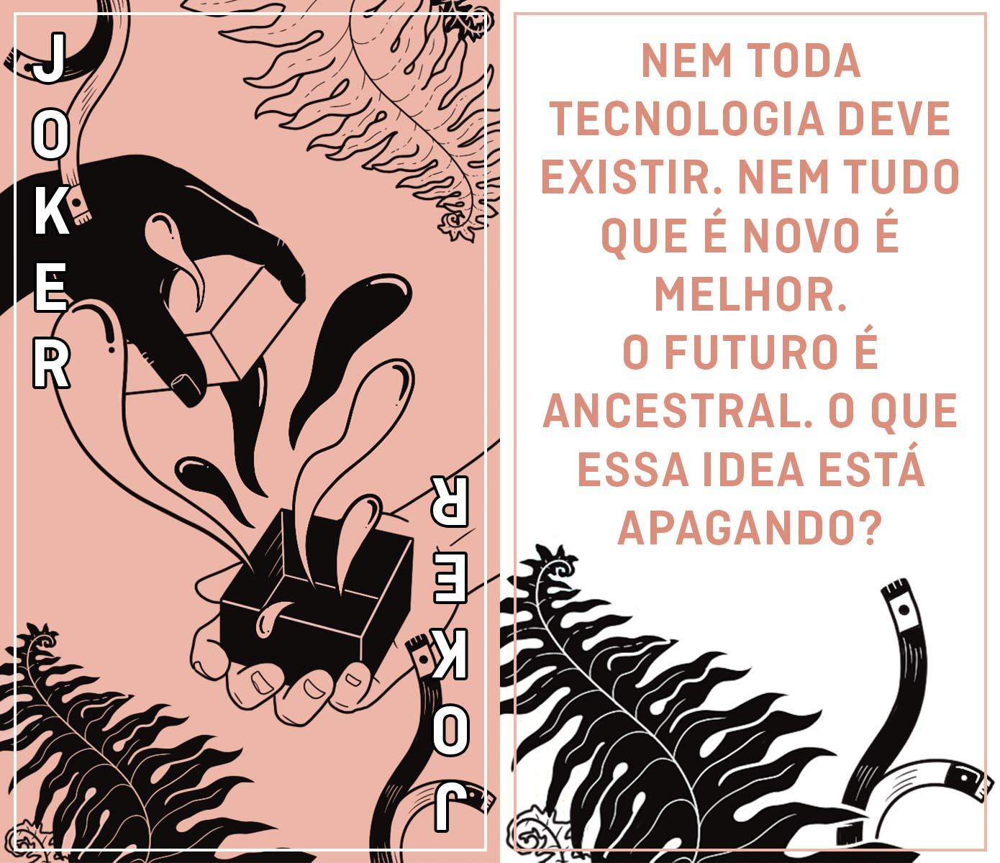 JOKER
JOKER
NEM TODA
TECNOLOGIA DEVE
EXISTIR. NEM TUDO
QUE É NOVO É
MELHOR.
O FUTURO É
ANCESTRAL. O QUE
ESSA IDEA ESTÁ
APAGANDO?